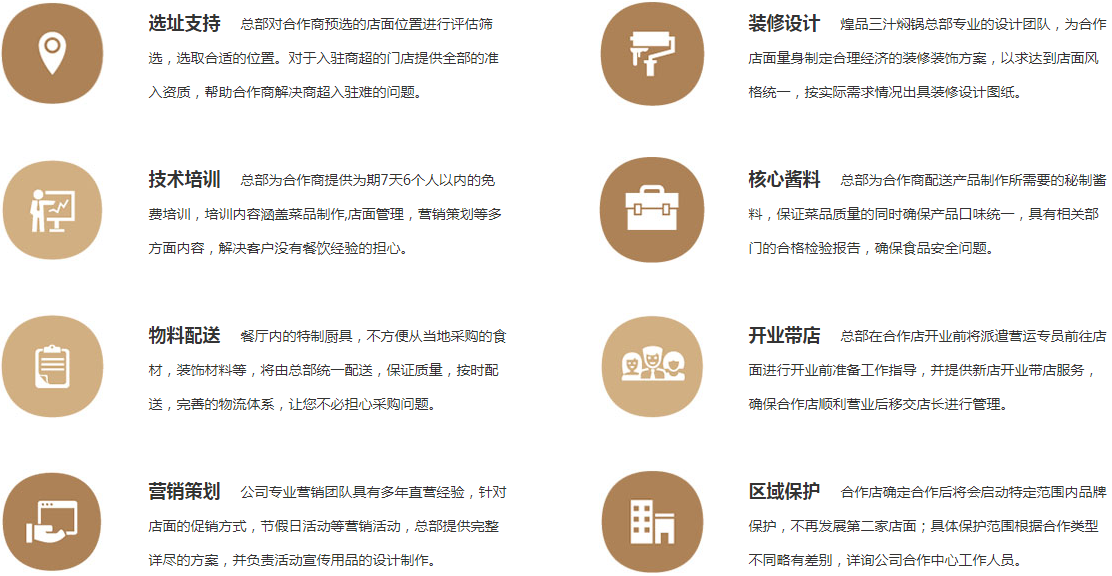 选址支持 总部对合作商预选的店面位置进行评估筛
选，选取合适的位置。对于入驻商超的门店提供全部的准
入资质，帮助合作商解决商超入驻难的问题。
装修设计 煌品三汁焖锅总部专业的设计团队，为合作
店面量身制定合理经济的装修装饰方案，以求达到店面风
格统一，按实际需求情况出具装修设计图纸。
技术培训 总部为合作商提供为期7天6个人以内的免
费培训，培训内容涵盖菜品制作,店面管理，营销策划等多
方面内容，解决客户没有餐饮经验的担心。
核心酱料 总部为合作商配送产品制作所需要的秘制酱
料，保证菜品质量的同时确保产品口味统一，具有相关部
门的合格检验报告，确保食品安全问题。
物料配送 餐厅内的特制厨具，不方便从当地采购的食
材，装饰材料等，将由总部统一配送，保证质量，按时配
送，完善的物流体系，让您不必担心采购问题。
开业带店 总部在合作店开业前将派遣营运专员前往店
面进行开业前准备工作指导，并提供新店开业带店服务，
确保合作店顺利营业后移交店长进行管理。
营销策划 公司专业营销团队具有多年直营经验，针对
店面的促销方式，节假日活动等营销活动，总部提供完整
详尽的方案，并负责活动宣传用品的设计制作。
区域保护 合作店确定合作后将会启动特定范围内品牌
保护，不再发展第二家店面；具体保护范围根据合作类型
不同略有差别，详询公司合作中心工作人员。